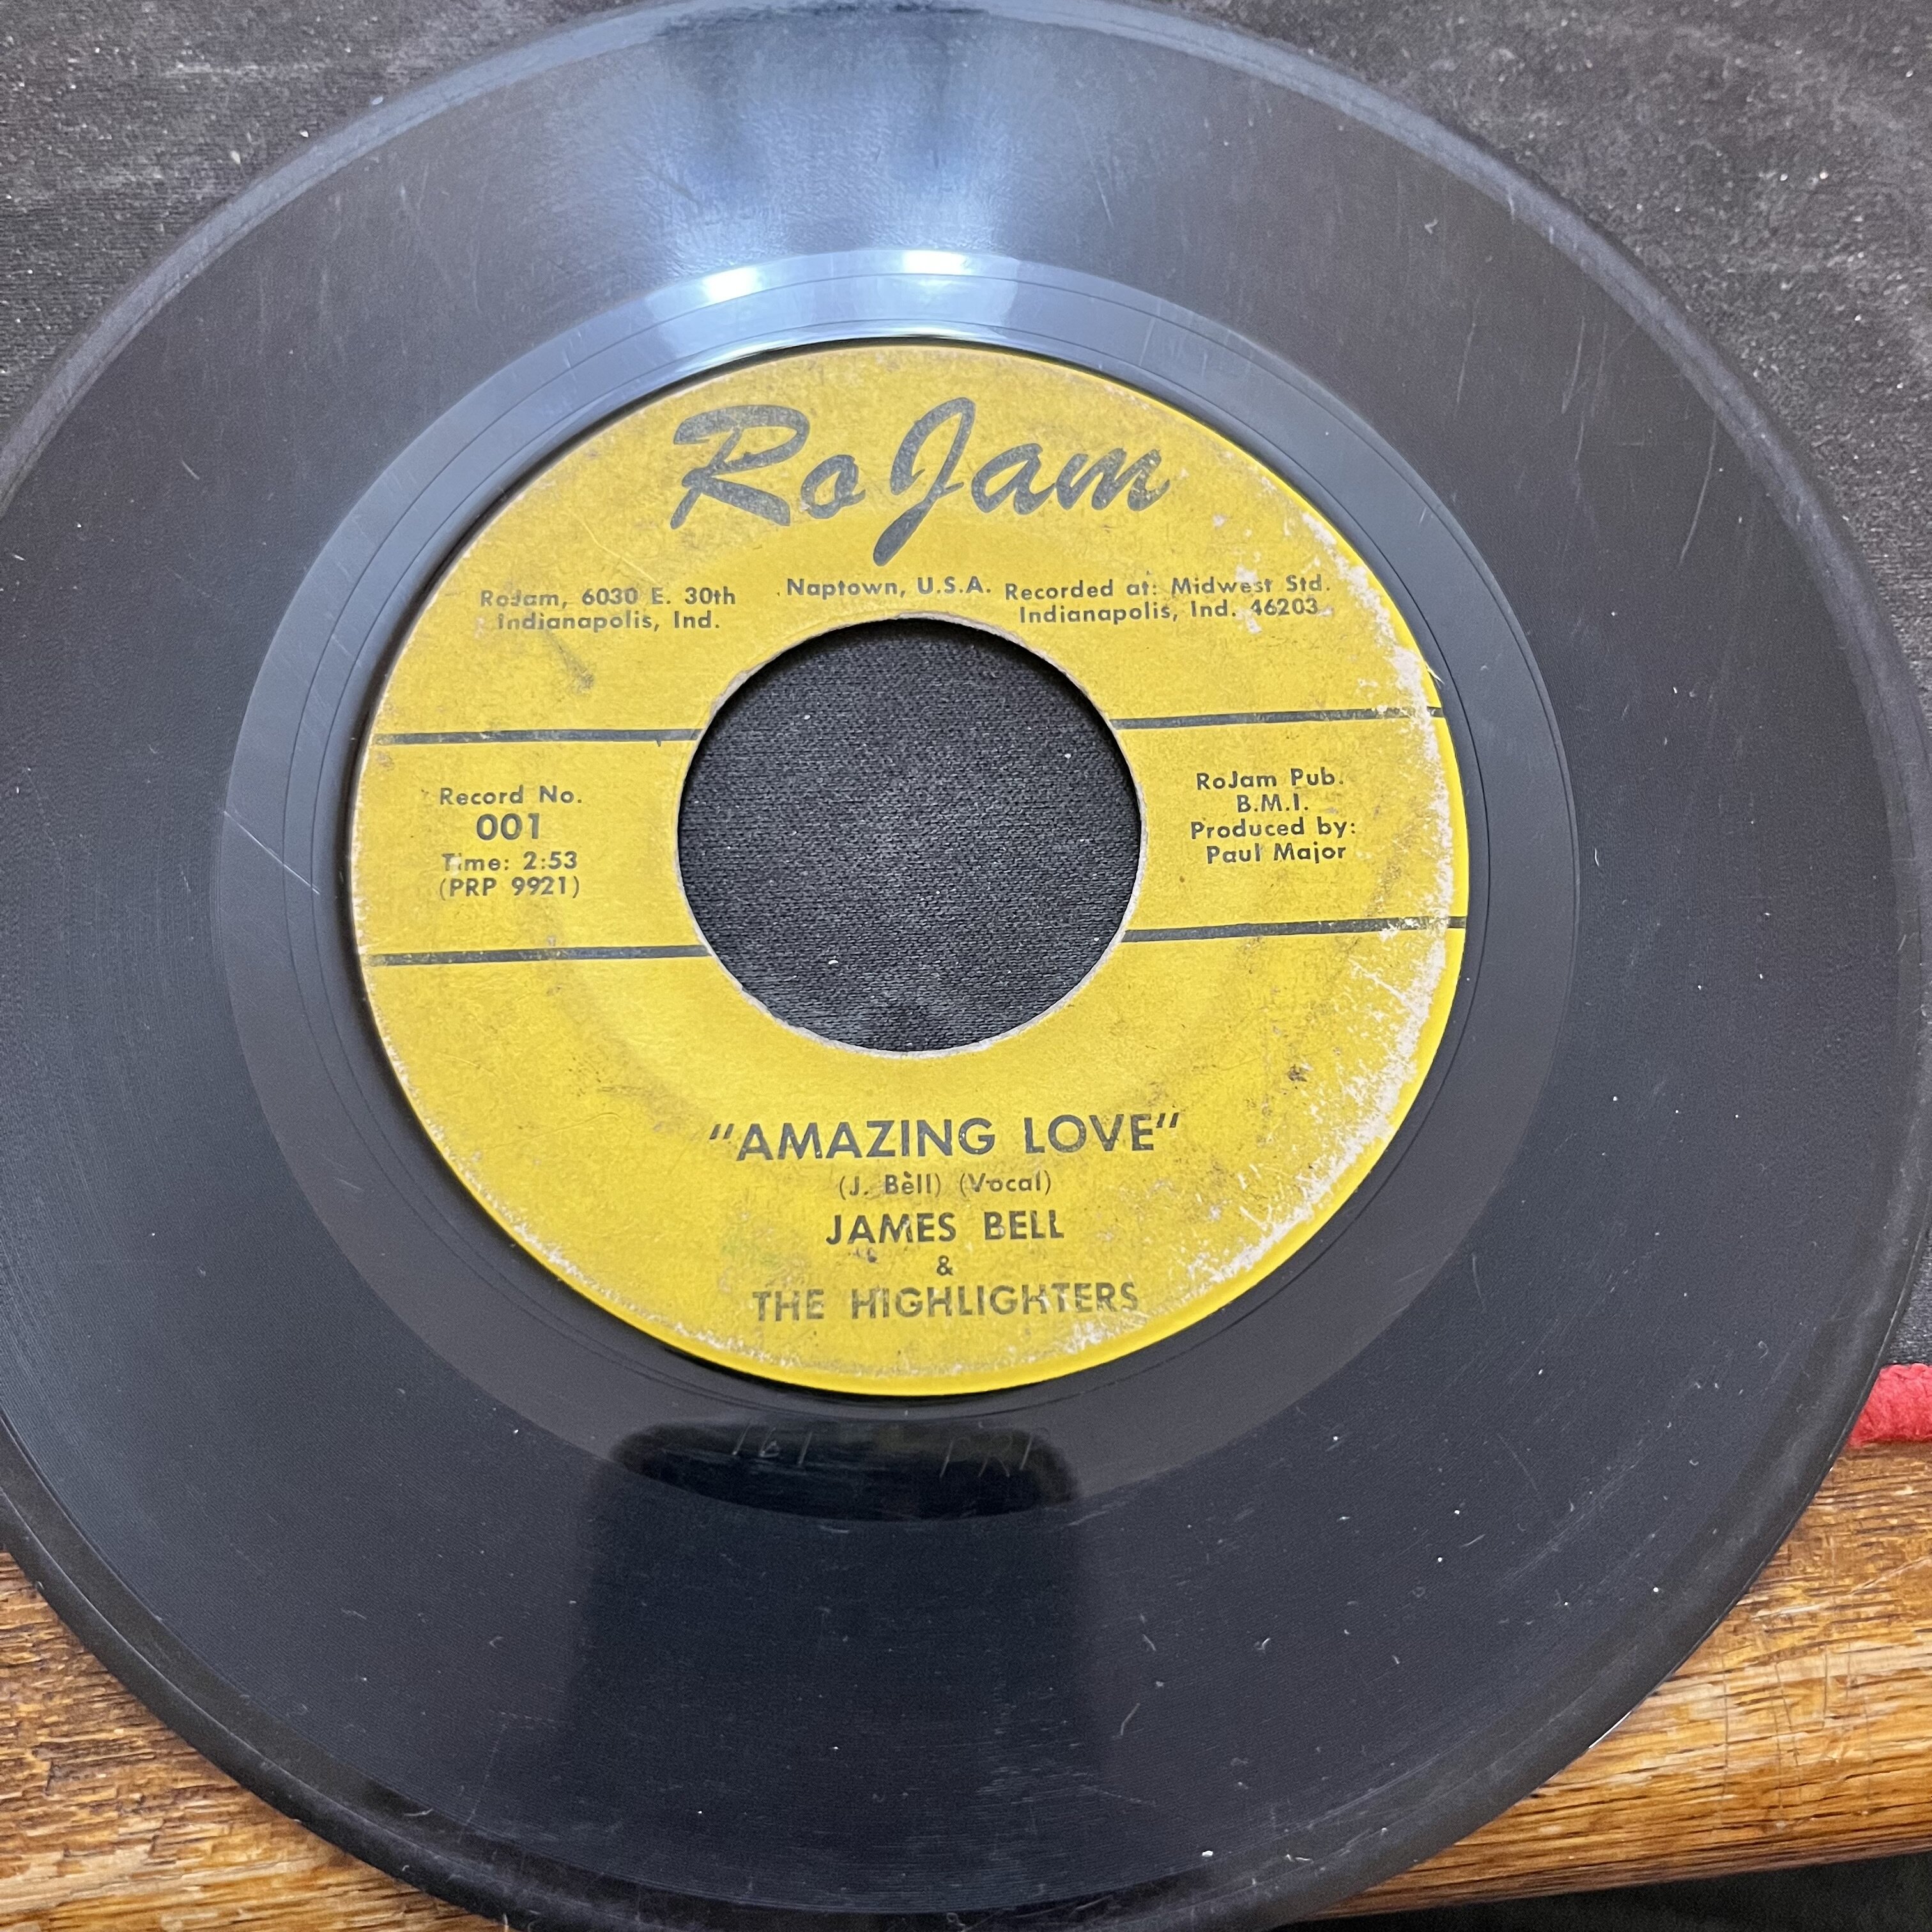 RoJam
RoJam, 6030 E. 30th
Indianapolis, Ind.
Naptown, U.S.A.
Recorded at: Midwest Std.
Indianapolis, Ind. 46203
Record No.
001
Time: 2:53
(PRP 9921)
RoJam Pub.
B.M.I.
Produced by:
Paul Major
"AMAZING LOVE"
(J. Bell) (Vocal)
JAMES BELL
&
THE HIGHLIGHTERS